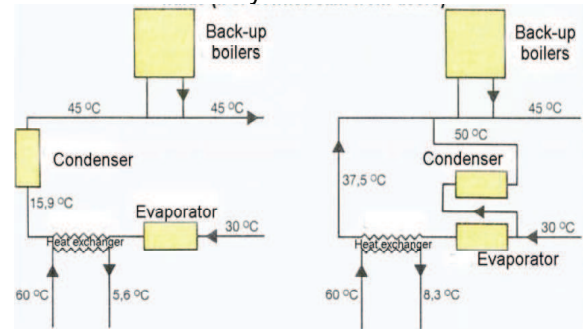 Back-up
boilers
45 °C
45 °C
Condenser
15,9 °C
Evaporator
Heat exchanger
30 °C
60 °C
5,6 °C
Back-up
boilers
45 °C
50 °C
Condenser
37,5 °C
30 °C
Heat exchanger
Evaporator
60 °C
8,3 °C